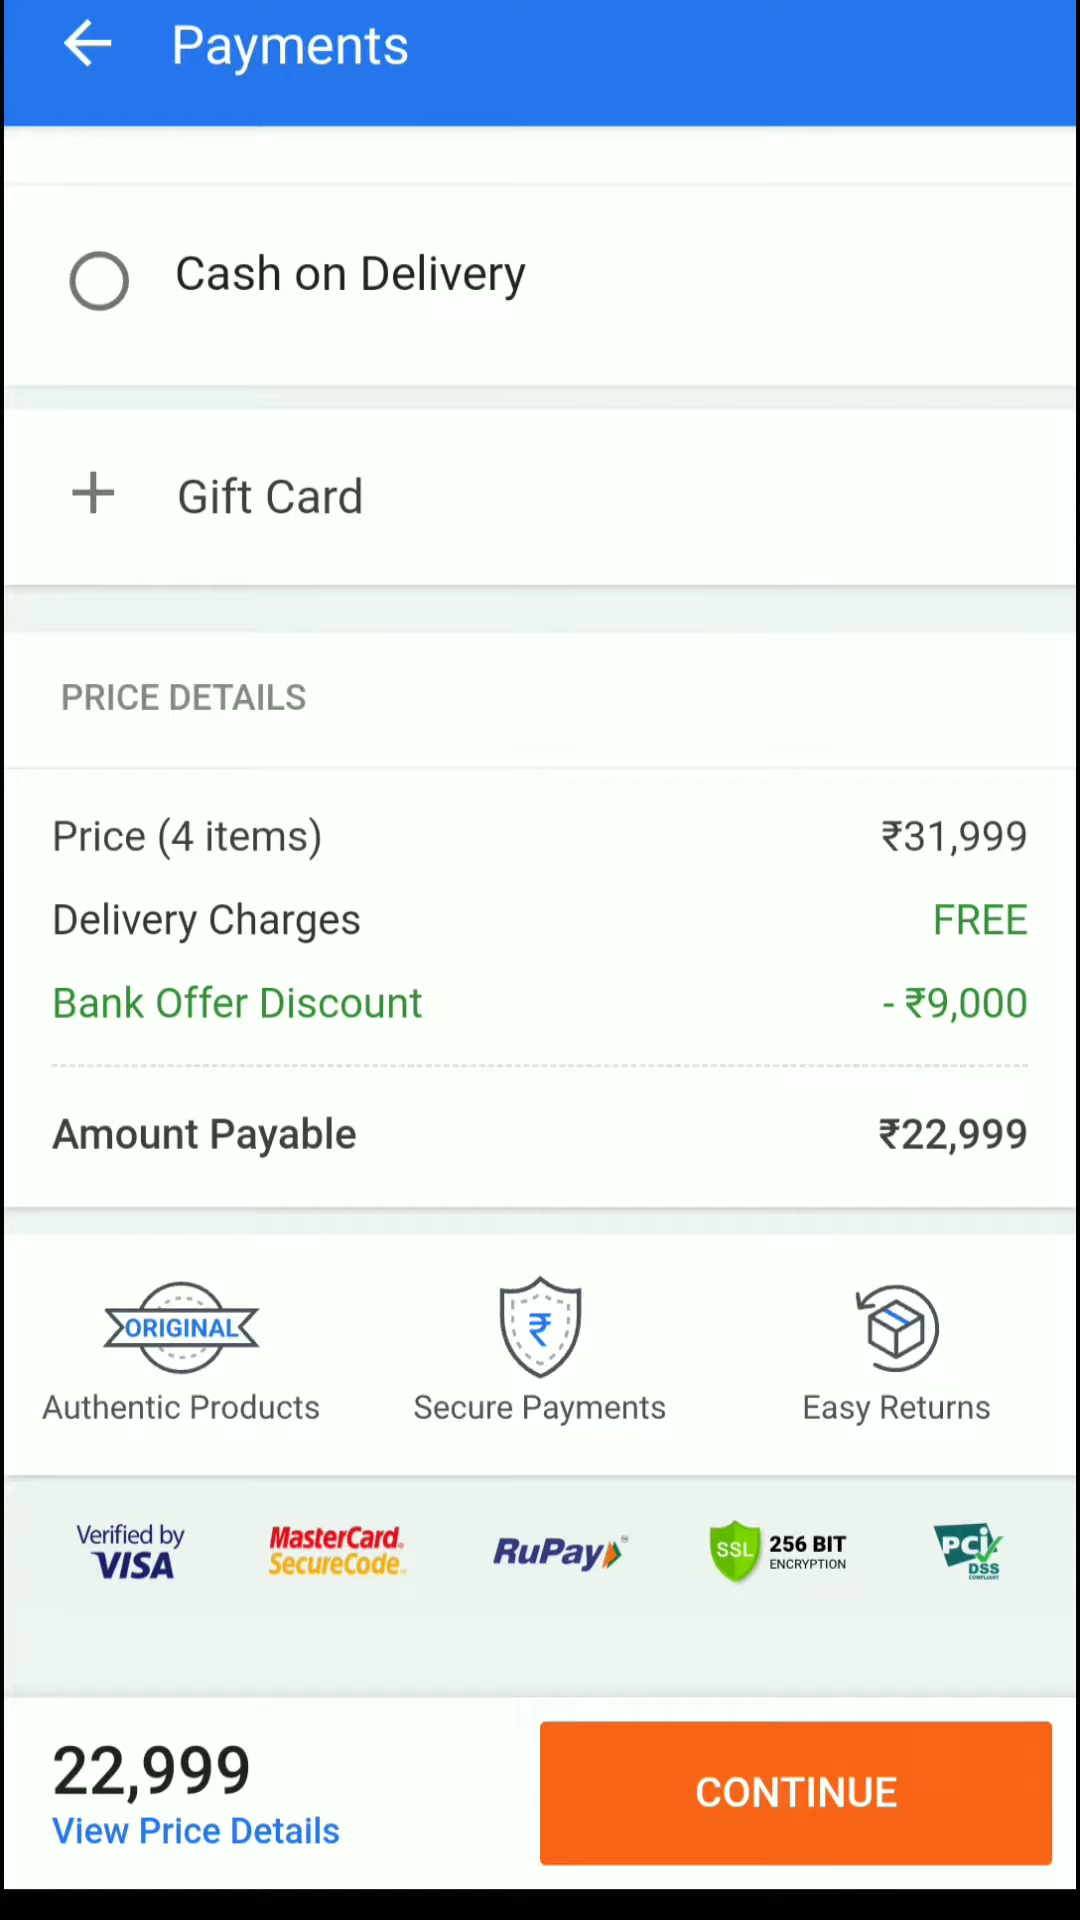 Payments
Cash on Delivery
Gift Card
PRICE DETAILS
Price (4 items) ₹31,999
Delivery Charges FREE
Bank Offer Discount - ₹9,000
Amount Payable ₹22,999
ORIGINAL ₹
Authentic Products Secure Payments Easy Returns
Verified by VISA
MasterCard. SecureCode.
RuPay
SSL 256 BIT ENCRYPTION
PCI DSS COMPLIANT
22,999
View Price Details
CONTINUE